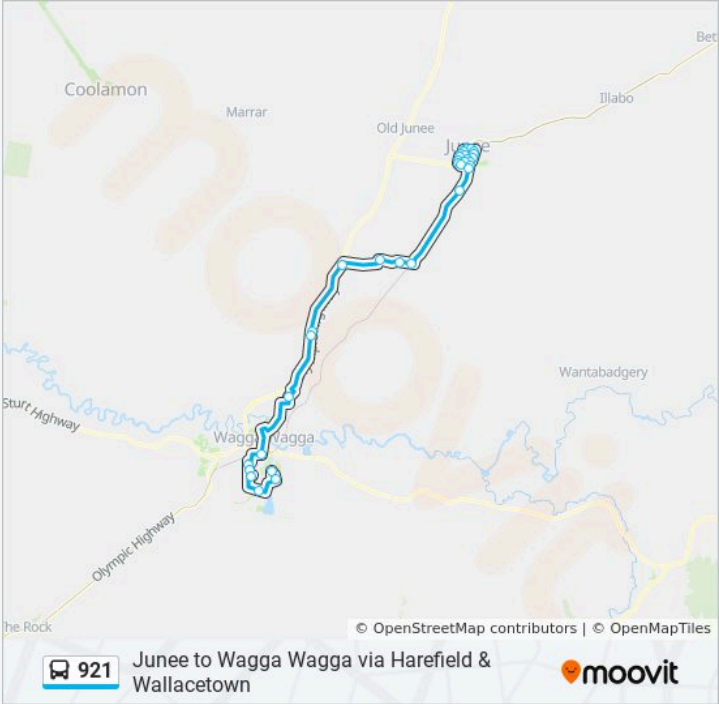 Bet
Coolamon
Illabo
Marrar
Old Junee
Junee
Wantabadgery
Sturt Highway
Wagga Wagga
Olympic Highway
he Rock
© OpenStreetMap contributors | © OpenMapTiles
921
Junee to Wagga Wagga via Harefield &
Wallacetown
moovit